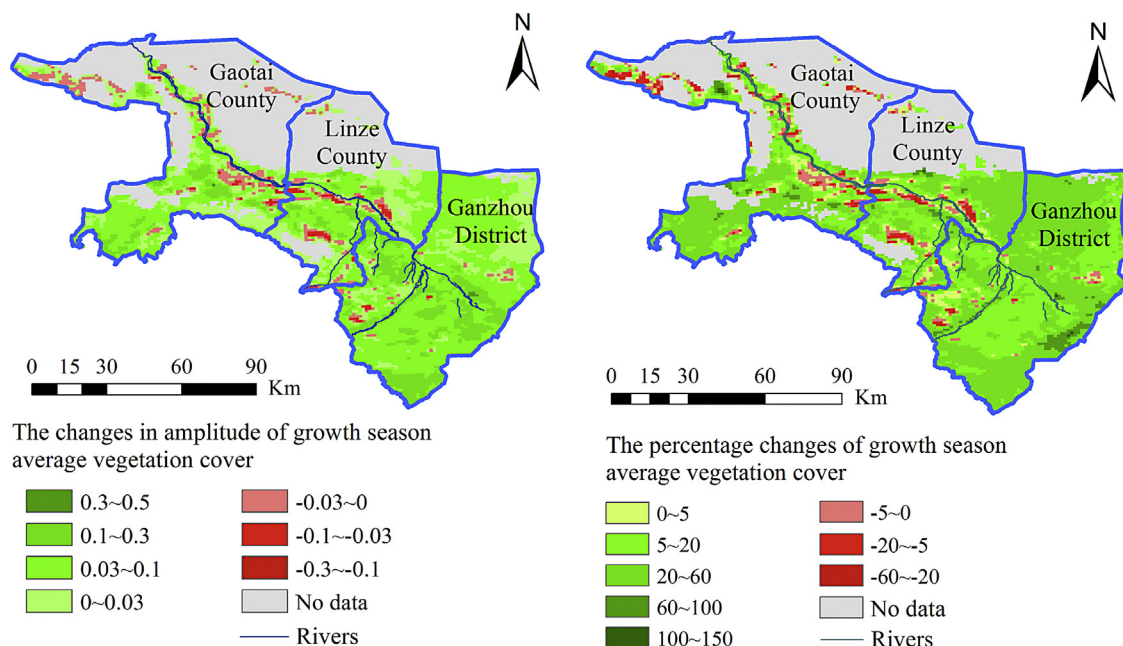 N
Gaotai
County
Linze
County
Ganzhou
District
0 15 30 60 90
Km
The changes in amplitude of growth season
average vegetation cover
0.3~0.5
0.1~0.3
0.03~0.1
0~0.03
-0.03~0
-0.1~-0.03
-0.3~-0.1
No data
Rivers
N
Gaotai
County
Linze
County
Ganzhou
District
0 15 30 60 90
Km
The percentage changes of growth season
average vegetation cover
0~5
5~20
20~60
60~100
100~150
-5~0
-20~-5
-60~-20
No data
Rivers